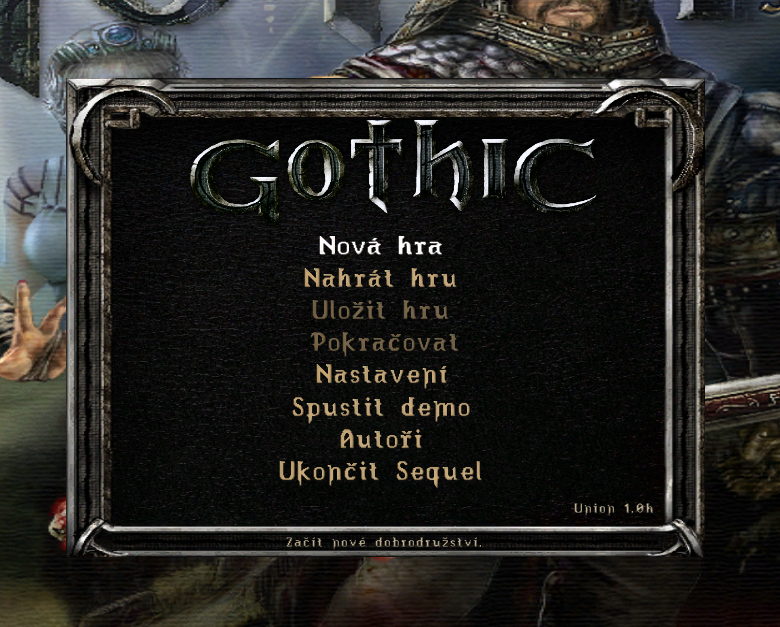 GOTHIC
Nová hra
Nahrát hru
Uložit hru
Pokračovat
Nastavení
Spustit demo
Autoři
Ukončit Sequel
Union 1.0h
Začít nové dobrodružství.